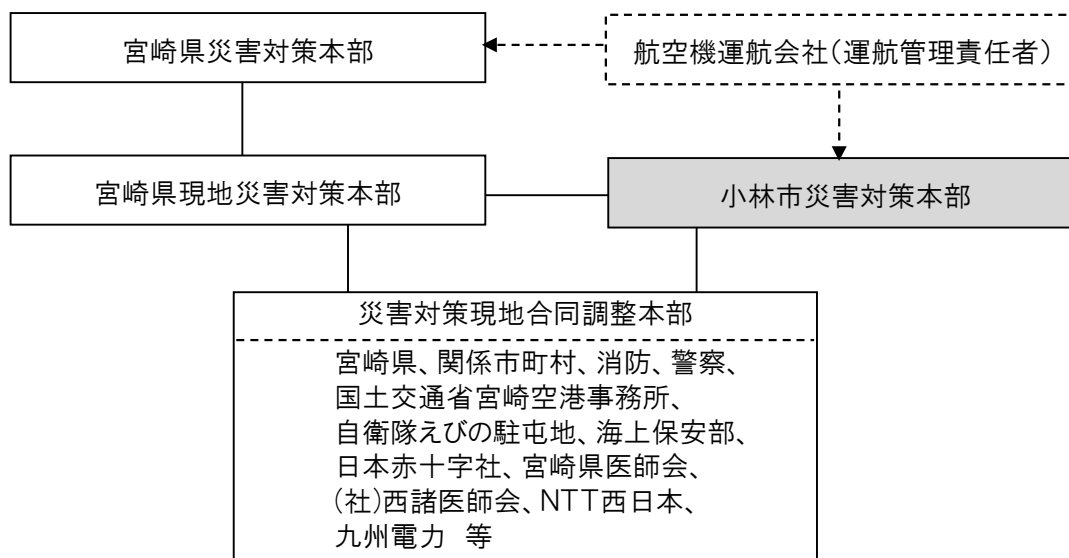 宮崎県災害対策本部
航空機運航会社（運航管理責任者）
宮崎県現地災害対策本部
小林市災害対策本部
災害対策現地合同調整本部
宮崎県、関係市町村、消防、警察、
国土交通省宮崎空港事務所、
自衛隊えびの駐屯地、海上保安部、
日本赤十字社、宮崎県医師会、
(社)西諸医師会、NTT西日本、
九州電力　等